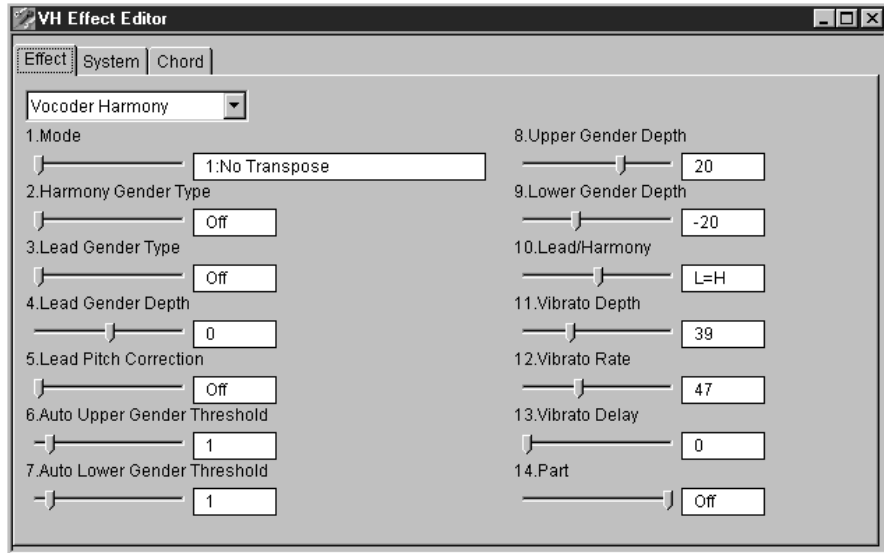 VH Effect Editor
Effect System Chord
Vocoder Harmony
1.Mode
1:No Transpose
2.Harmony Gender Type
Off
3.Lead Gender Type
Off
4.Lead Gender Depth
0
5.Lead Pitch Correction
Off
6.Auto Upper Gender Threshold
1
7.Auto Lower Gender Threshold
1
8.Upper Gender Depth
20
9.Lower Gender Depth
-20
10.Lead/Harmony
L=H
11.Vibrato Depth
39
12.Vibrato Rate
47
13.Vibrato Delay
0
14.Part
Off